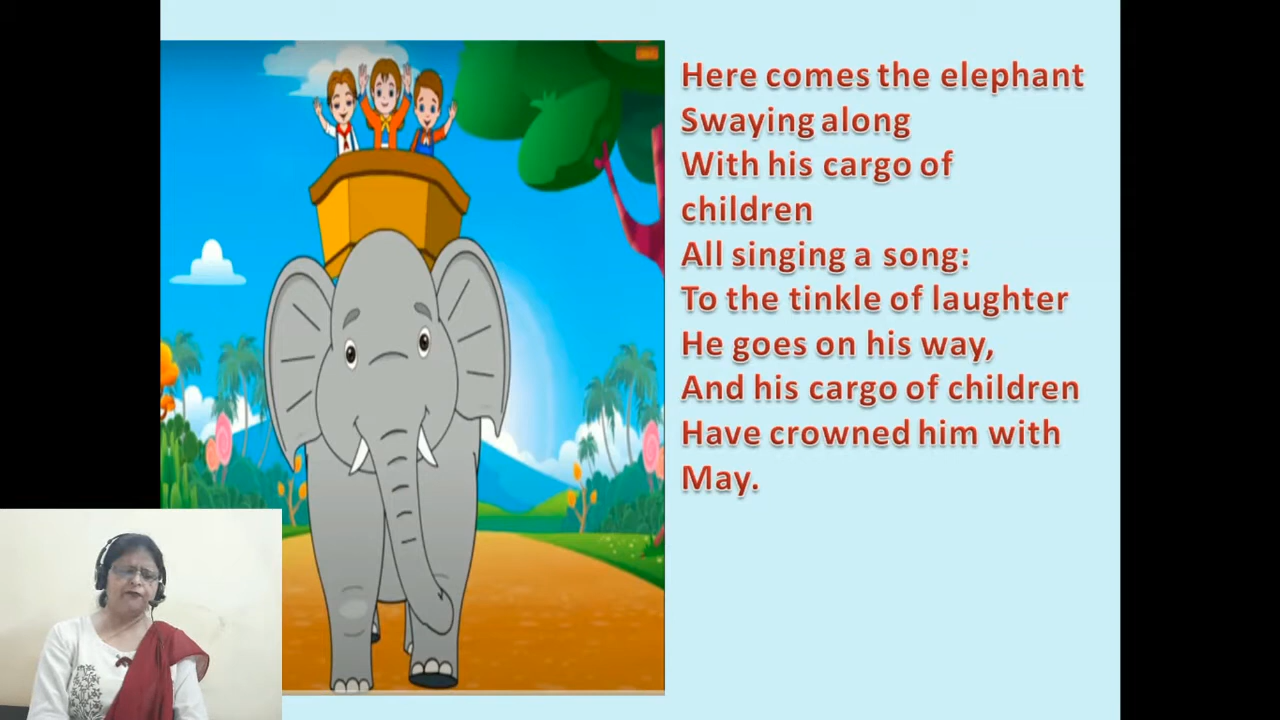 Here comes the elephant
Swaying along
With his cargo of
children
All singing a song:
To the tinkle of laughter
He goes on his way,
And his cargo of children
Have crowned him with
May.